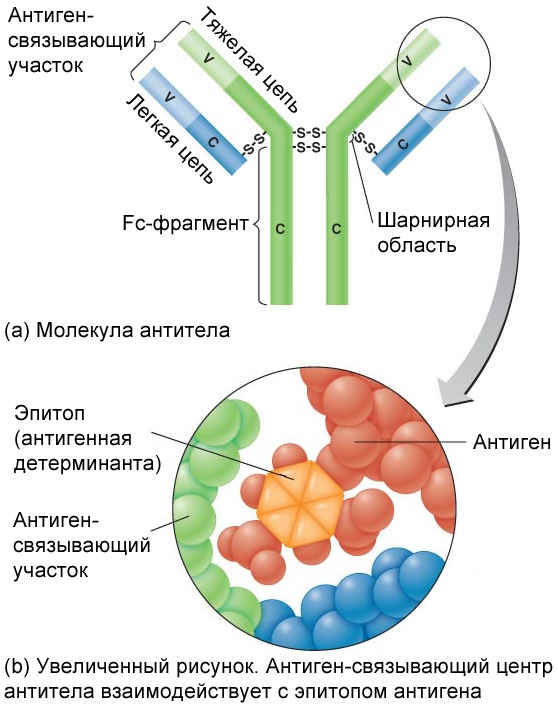 Антиген-
связывающий
участок
Тяжелая цепь
Легкая цепь
V
V
C
V
V
C
-S-S-
-S-S-
-S-S-
-S-S-
Fc-фрагмент
C
C
Шарнирная
область
(a) Молекула антитела
Эпитоп
(антигенная
детерминанта)
Антиген
Антиген-
связывающий
участок
(b) Увеличенный рисунок. Антиген-связывающий центр
антитела взаимодействует с эпитопом антигена